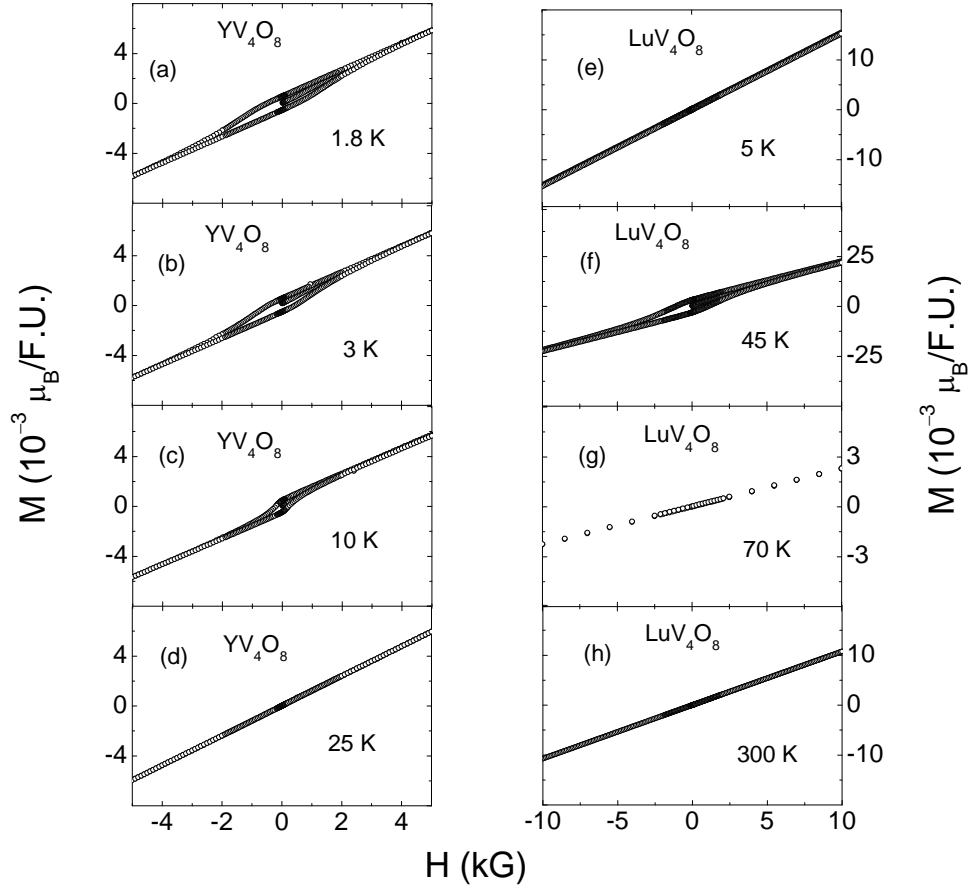 YV₄O₈
(a)
1.8 K
4
0
-4
YV₄O₈
(b)
3 K
4
0
-4
YV₄O₈
(c)
10 K
4
0
-4
YV₄O₈
(d)
25 K
4
0
-4
-4 -2 0 2 4
M (10⁻³ μ_B/F.U.)
LuV₄O₈
(e)
5 K
10
0
-10
LuV₄O₈
(f)
45 K
25
0
-25
LuV₄O₈
(g)
70 K
3
0
-3
LuV₄O₈
(h)
300 K
10
0
-10
-10 -5 0 5 10
M (10⁻³ μ_B/F.U.)
H (kG)